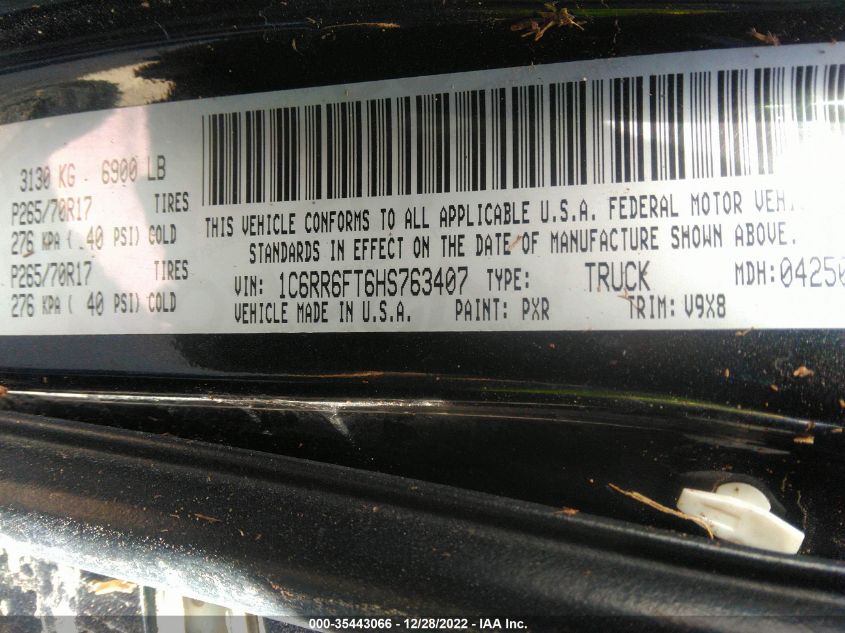 3130 KG - 6900 LB
P265/70R17 TIRES
276 KPA ( 40 PSI) COLD
P265/70R17 TIRES
276 KPA ( 40 PSI) COLD
THIS VEHICLE CONFORMS TO ALL APPLICABLE U.S.A. FEDERAL MOTOR
STANDARDS IN EFFECT ON THE DATE OF MANUFACTURE SHOWN ABOVE.
VIN: 1C6RR6FT6HS763407 TYPE: TRUCK MDH: 04250
VEHICLE MADE IN U.S.A. PAINT: PXR TRIM: V9X8
000-35443066 - 12/28/2022 - IAA Inc.